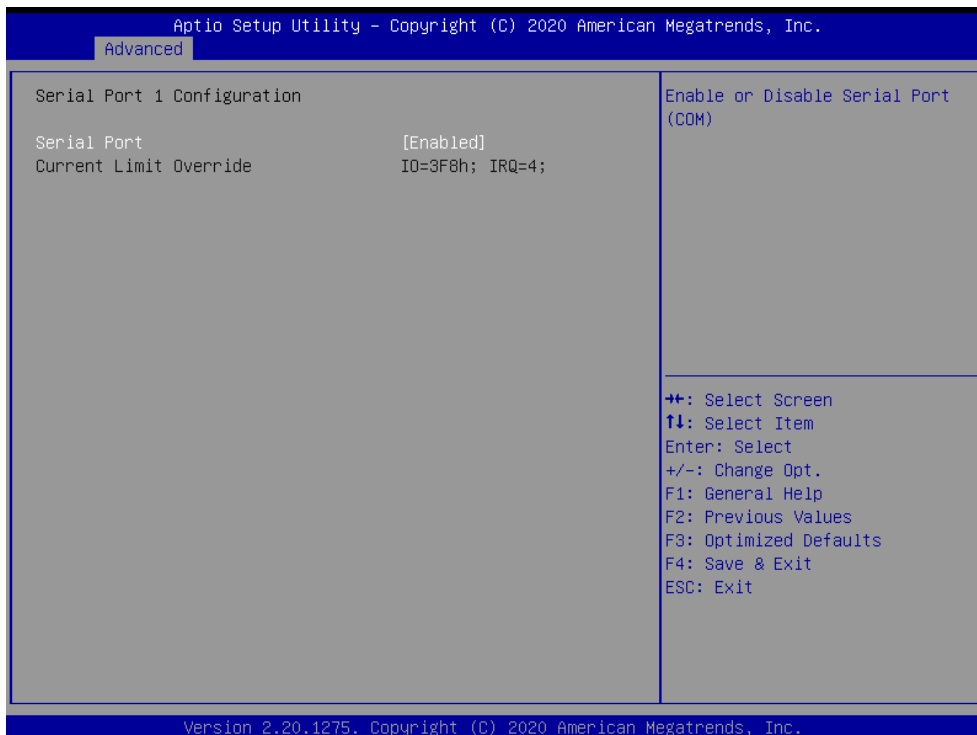 Aptio Setup Utility – Copyright (C) 2020 American Megatrends, Inc.
Advanced
Serial Port 1 Configuration
Serial Port [Enabled]
Current Limit Override IO=3F8h; IRQ=4;
Enable or Disable Serial Port
(COM)
→←: Select Screen
↑↓: Select Item
Enter: Select
+/-: Change Opt.
F1: General Help
F2: Previous Values
F3: Optimized Defaults
F4: Save & Exit
ESC: Exit
Version 2.20.1275. Copyright (C) 2020 American Megatrends, Inc.